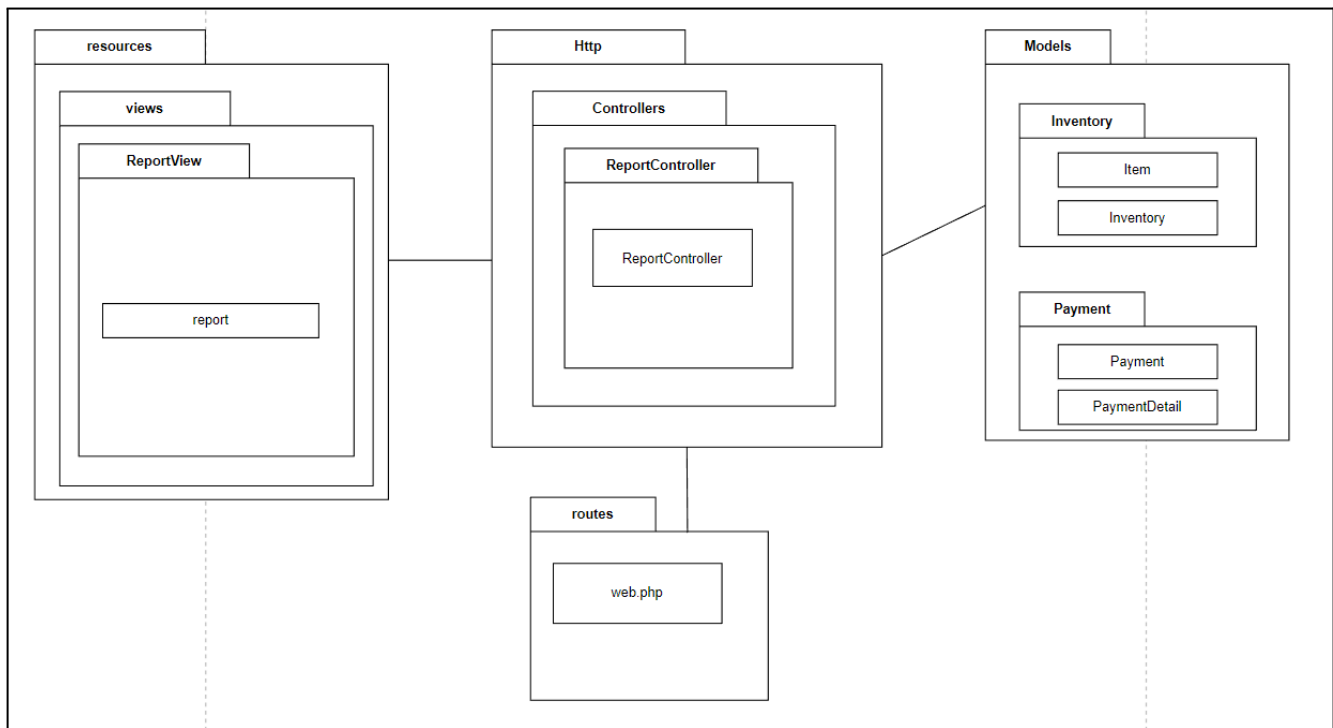 resources
views
ReportView
report
Http
Controllers
ReportController
ReportController
routes
web.php
Models
Inventory
Item
Inventory
Payment
Payment
PaymentDetail